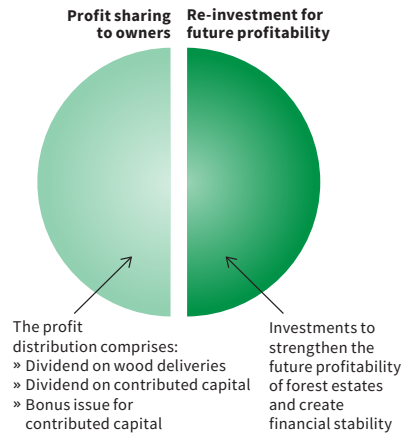 Profit sharing
to owners
Re-investment for
future profitability
The profit
distribution comprises:
» Dividend on wood deliveries
» Dividend on contributed capital
» Bonus issue for
contributed capital
Investments to
strengthen the
future profitability
of forest estates
and create
financial stability